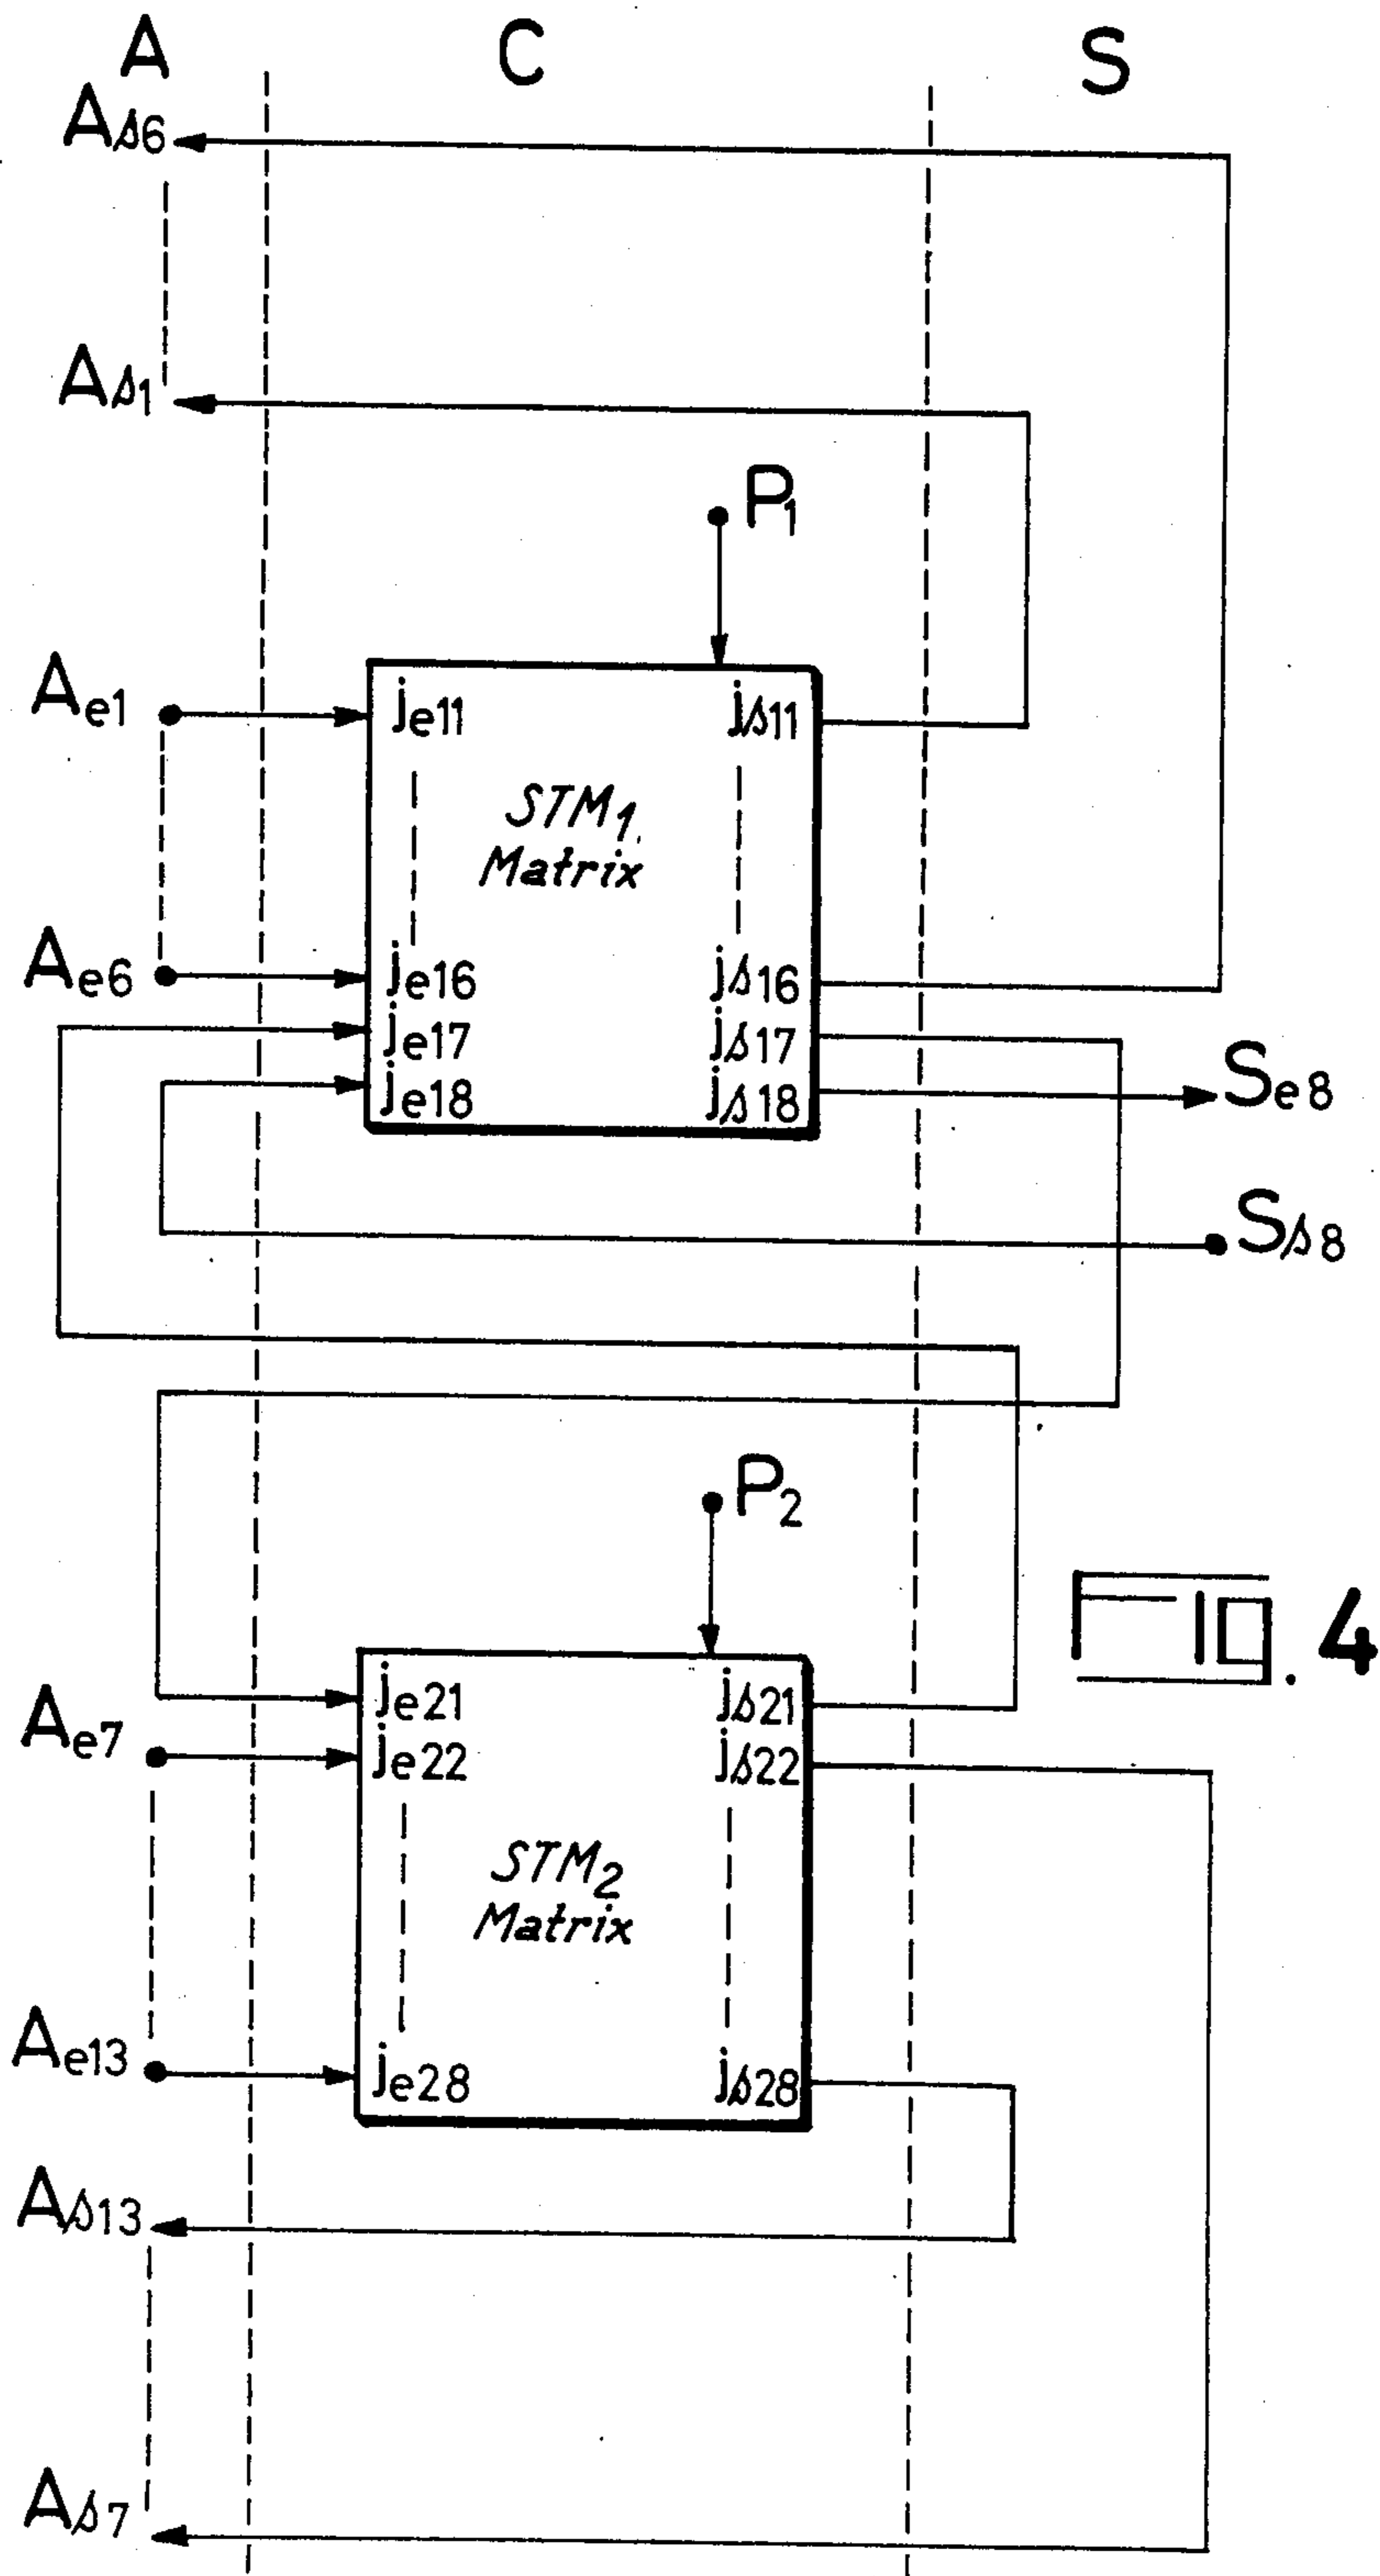 A C S
As6
As1
P1
Ae1 je11 js11
STM1
Matrix
Ae6 je16 js16
je17 js17
je18 js18 Se8
Ss8
P2
FIG. 4
je21 js21
Ae7 je22 js22
STM2
Matrix
Ae13 je28 js28
As13
As7